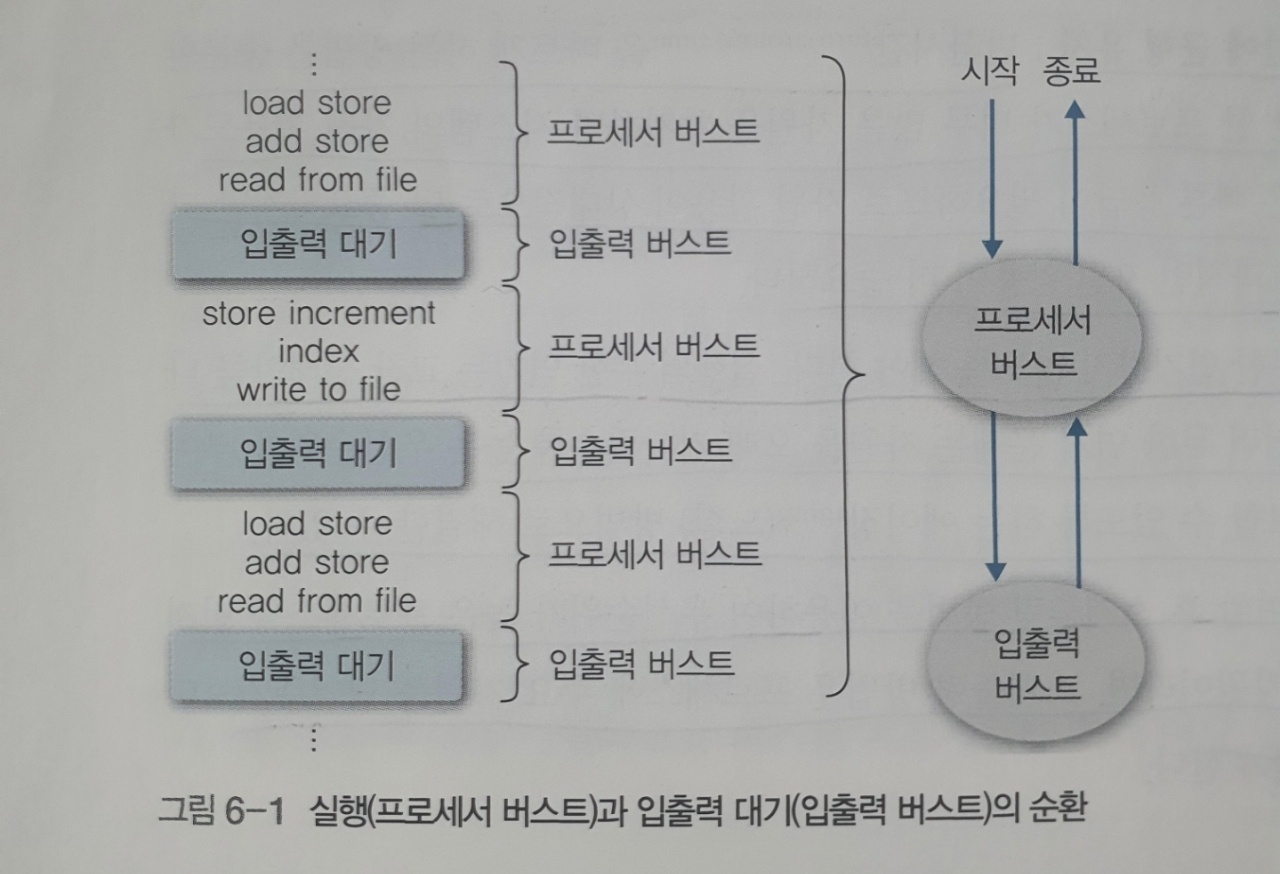 ⋮
load store
add store
read from file
프로세서 버스트
입출력 대기
입출력 버스트
store increment
index
write to file
프로세서 버스트
입출력 대기
입출력 버스트
load store
add store
read from file
프로세서 버스트
입출력 대기
입출력 버스트
⋮
시작 종료
프로세서
버스트
입출력
버스트
그림 6-1 실행(프로세서 버스트)과 입출력 대기(입출력 버스트)의 순환